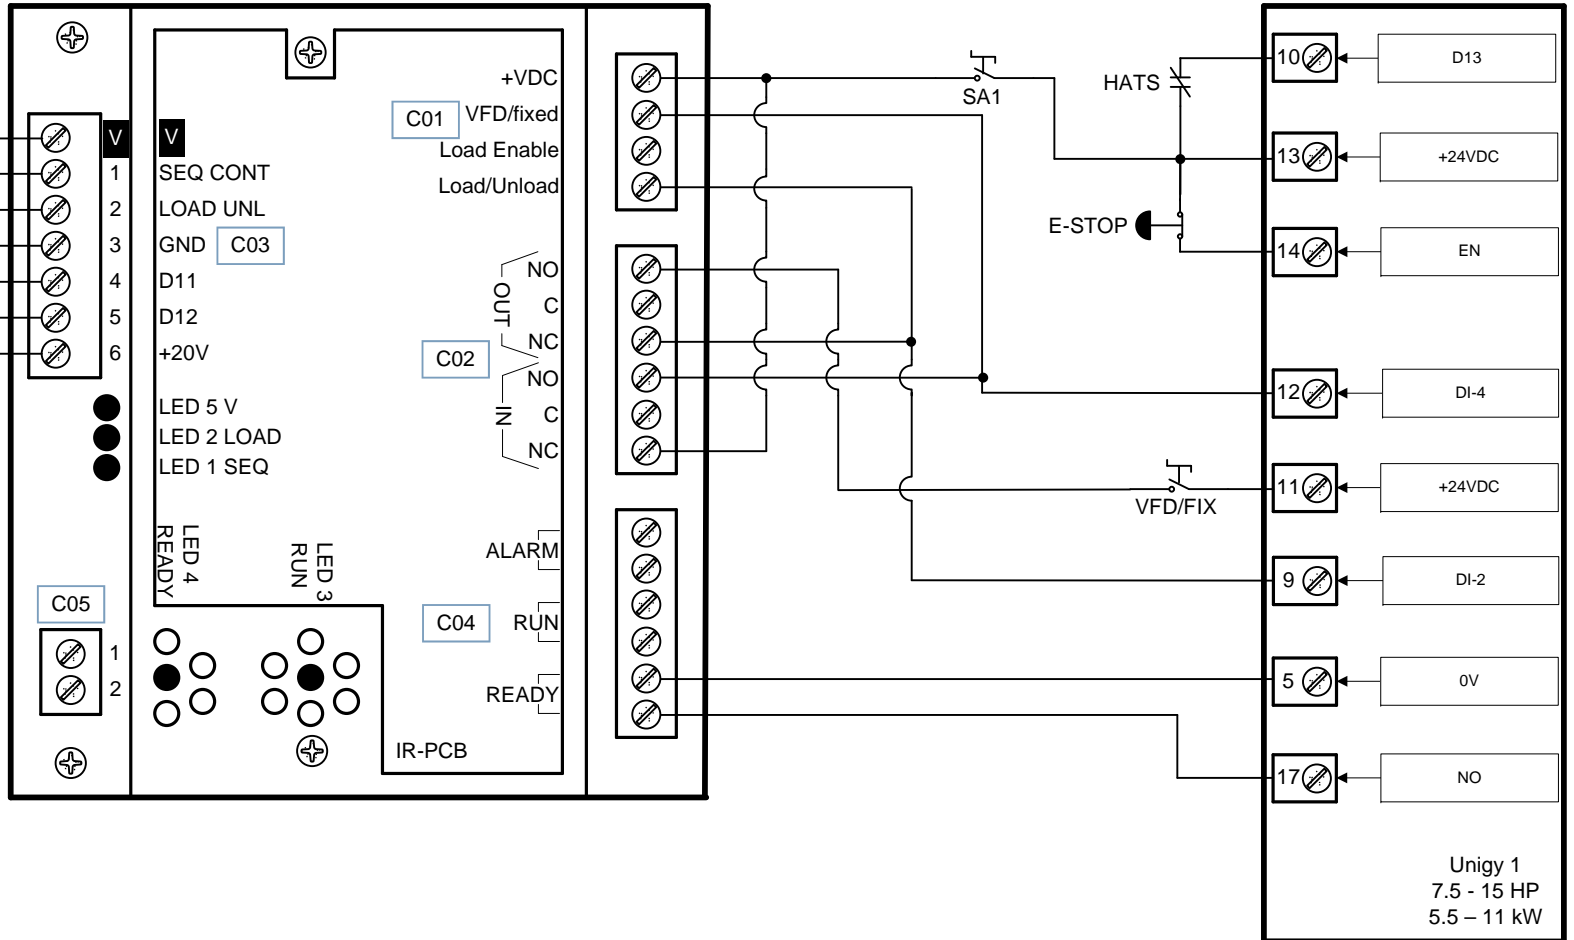 V
1
2
3
4
5
6
V
SEQ CONT
LOAD UNL
GND
C03
D11
D12
+20V
LED 5 V
LED 2 LOAD
LED 1 SEQ
LED 4
READY
LED 3
RUN
C05
1
2
+VDC
C01
VFD/fixed
Load Enable
Load/Unload
OUT
NO
C
NC
C02
IN
NO
C
NC
ALARM
C04
RUN
READY
IR-PCB
SA1
HATS
E-STOP
VFD/FIX
10
D13
13
+24VDC
14
EN
12
DI-4
11
+24VDC
9
DI-2
5
0V
17
NO
Unigy 1
7.5 - 15 HP
5.5 – 11 kW